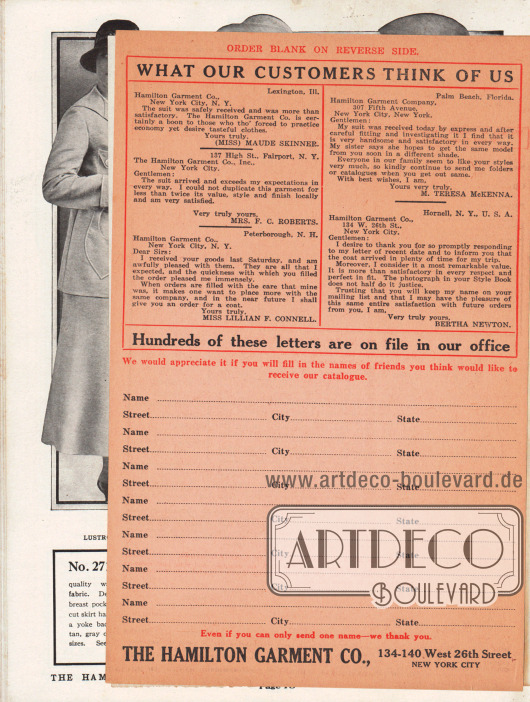 ORDER BLANK ON REVERSE SIDE.
WHAT OUR CUSTOMERS THINK OF US
Lexington, Ill.
Hamilton Garment Co.,
New York City, N. Y.
The suit was safely received and was more than
satisfactory. The Hamilton Garment Co. is cer-
tainly a boon to those who tho' forced to practice
economy yet desire tasteful clothes.
Yours truly,
(MISS) MAUDE SKINNER.
157 High St., Fairport, N. Y.
The Hamilton Garment Co., Inc.,
New York City.
Gentlemen:
The suit arrived and exceeds my expectations in
every way. I could not duplicate this garment for
less than twice its value, style and finish locally
and am very satisfied.
Very truly yours,
MRS. F. C. ROBERTS.
Peterborough, N. H.
Hamilton Garment Co.,
New York City, N. Y.
Dear Sirs:
I received your goods last Saturday, and am
awfully pleased with them. They are all that I
expected, and the quickness with which you filled
the order pleased me immensely.
When orders are filled with the care that mine
was, it makes one want to place more with the
same company, and in the near future I shall
give you an order for a coat.
Yours truly,
MISS LILLIAN F. CONNELL.
Palm Beach, Florida.
Hamilton Garment Company,
307 Fifth Avenue,
New York City, New York.
Gentlemen:
My suit was received today by express and after
careful fitting and investigating it I find that it
is very handsome and satisfactory in every way.
My sister says she hopes to get the same model
from you soon in a different shade.
Everyone in our family seem to like your styles
very much, so kindly continue to send me folders
or catalogues when you get out same.
With best wishes, I am,
Yours very truly,
M. TERESA McKENNA.
Hornell, N. Y., U. S. A.
Hamilton Garment Co.,
134 W. 26th St.,
New York City.
Gentlemen:
I desire to thank you for so promptly responding
to my letter of recent date and to inform you that
the coat arrived in plenty of time for my trip.
Moreover, I consider it a most remarkable value.
It is more than satisfactory in every respect and
perfect in fit. The photograph in your Style Book
does not half do it justice.
Trusting that you will keep my name on your
mailing list and that I may have the pleasure of
this same entire satisfaction with future orders
from you, I am,
Very truly yours,
BERTHA NEWTON.
Hundreds of these letters are on file in our office
We would appreciate it if you will fill in the names of friends you think would like to
receive our catalogue.
Name
Street City State
Name
Street City State
Name
www.artdeco-boulevard.de
Street City State
Name
Street City State
Name
Street City State
Name
Street City State
Name
Street City State
ARTDECO
BOULEVARD
Even if you can only send one name—we thank you.
THE HAMILTON GARMENT CO., 134-140 West 26th Street
NEW YORK CITY
No. 27
quality
fabric. De
breast pock
cut skirt ha
a yoke bac
tan, gray
sizes. See
THE HAM
Page